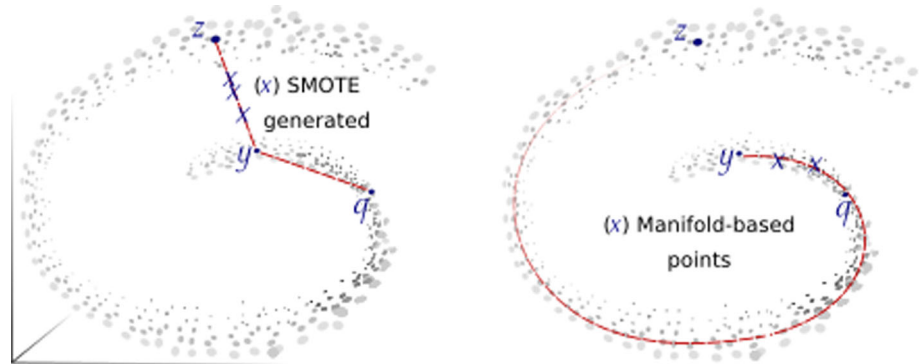 z
(x) SMOTE
generated
x
x
x
y
q
z
y
x
x
q
(x) Manifold-based
points